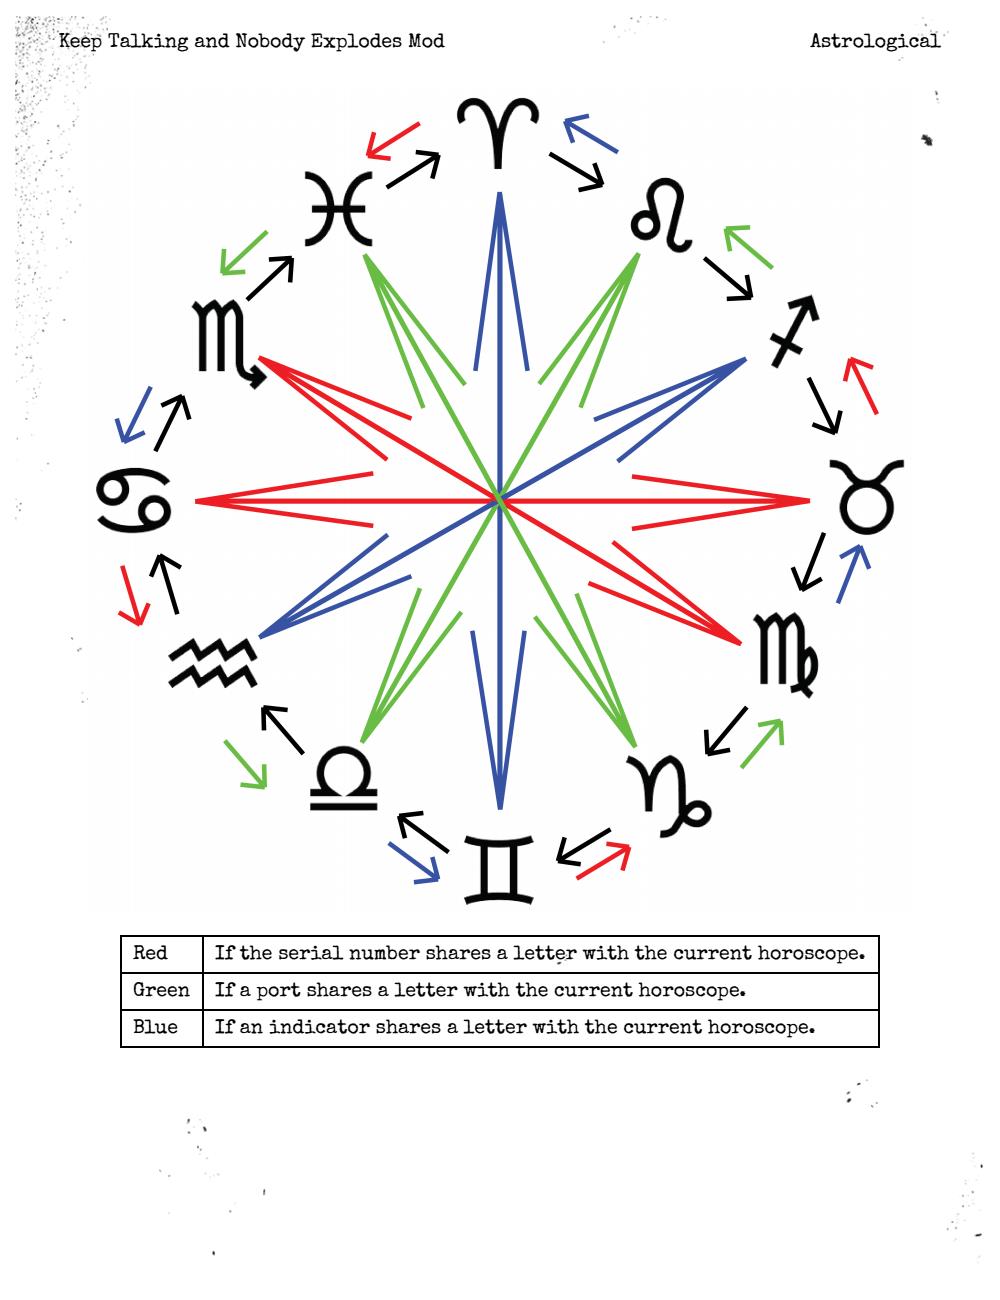 Keep Talking and Nobody Explodes Mod
Astrological
♈
♓ ♌
♏ ♐
♋ ♉
♒ ♍
♎ ♑
♊
Red If the serial number shares a letter with the current horoscope.
Green If a port shares a letter with the current horoscope.
Blue If an indicator shares a letter with the current horoscope.